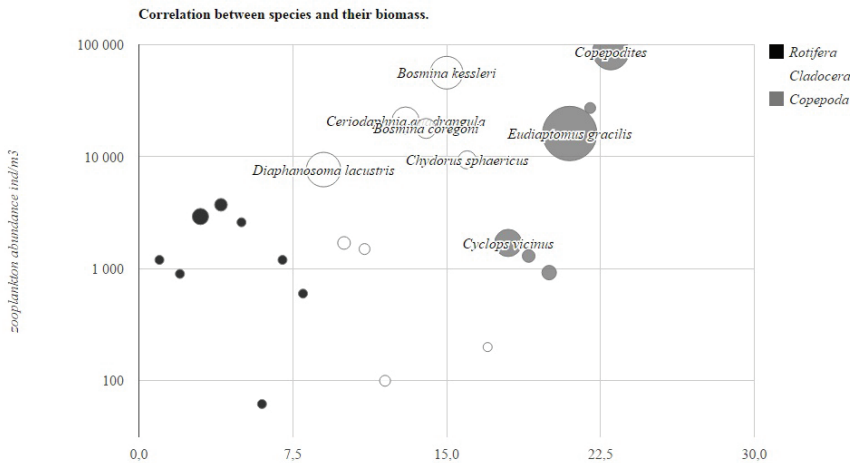 Correlation between species and their biomass.
100 000
10 000
1 000
100
zooplankton abundance ind/m3
Copepodites
Bosmina kessleri
Ceriodaphnia quadrangula
Bosmina coregoni
Eudiaptomus gracilis
Chydorus sphaericus
Diaphanosoma lacustris
Cyclops vicinus
Rotifera
Cladocera
Copepoda
0,0
7,5
15,0
22,5
30,0